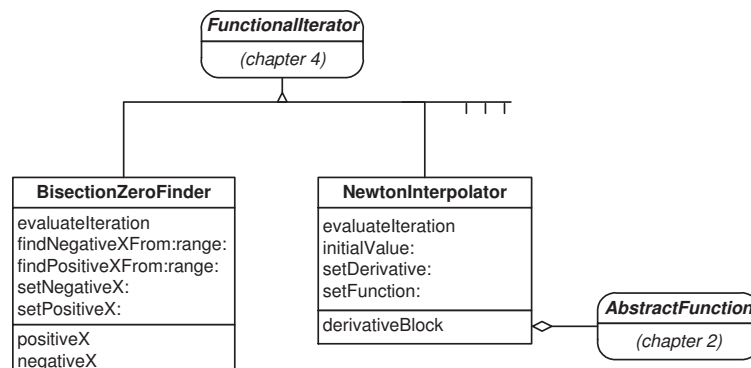 FunctionalIterator
(chapter 4)
BisectionZeroFinder
evaluateIteration
findNegativeXFrom:range:
findPositiveXFrom:range:
setNegativeX:
setPositiveX:
positiveX
negativeX
NewtonInterpolator
evaluateIteration
initialValue:
setDerivative:
setFunction:
derivativeBlock
AbstractFunction
(chapter 2)